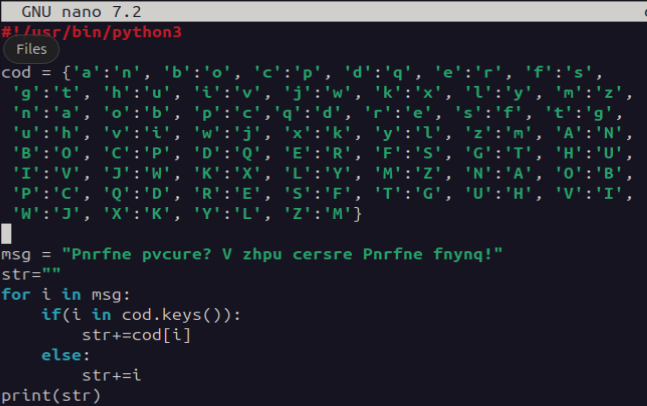 GNU nano 7.2
#!/usr/bin/python3
Files
cod = {'a':'n', 'b':'o', 'c':'p', 'd':'q', 'e':'r', 'f':'s',
'g':'t', 'h':'u', 'i':'v', 'j':'w', 'k':'x', 'l':'y', 'm':'z',
'n':'a', 'o':'b', 'p':'c','q':'d', 'r':'e', 's':'f', 't':'g',
'u':'h', 'v':'i', 'w':'j', 'x':'k', 'y':'l', 'z':'m', 'A':'N',
'B':'O', 'C':'P', 'D':'Q', 'E':'R', 'F':'S', 'G':'T', 'H':'U',
'I':'V', 'J':'W', 'K':'X', 'L':'Y', 'M':'Z', 'N':'A', 'O':'B',
'P':'C', 'Q':'D', 'R':'E', 'S':'F', 'T':'G', 'U':'H', 'V':'I',
'W':'J', 'X':'K', 'Y':'L', 'Z':'M'}
msg = "Pnrfne pvcure? V zhpu cersre Pnrfne fnynq!"
str=""
for i in msg:
    if(i in cod.keys()):
        str+=cod[i]
    else:
        str+=i
print(str)